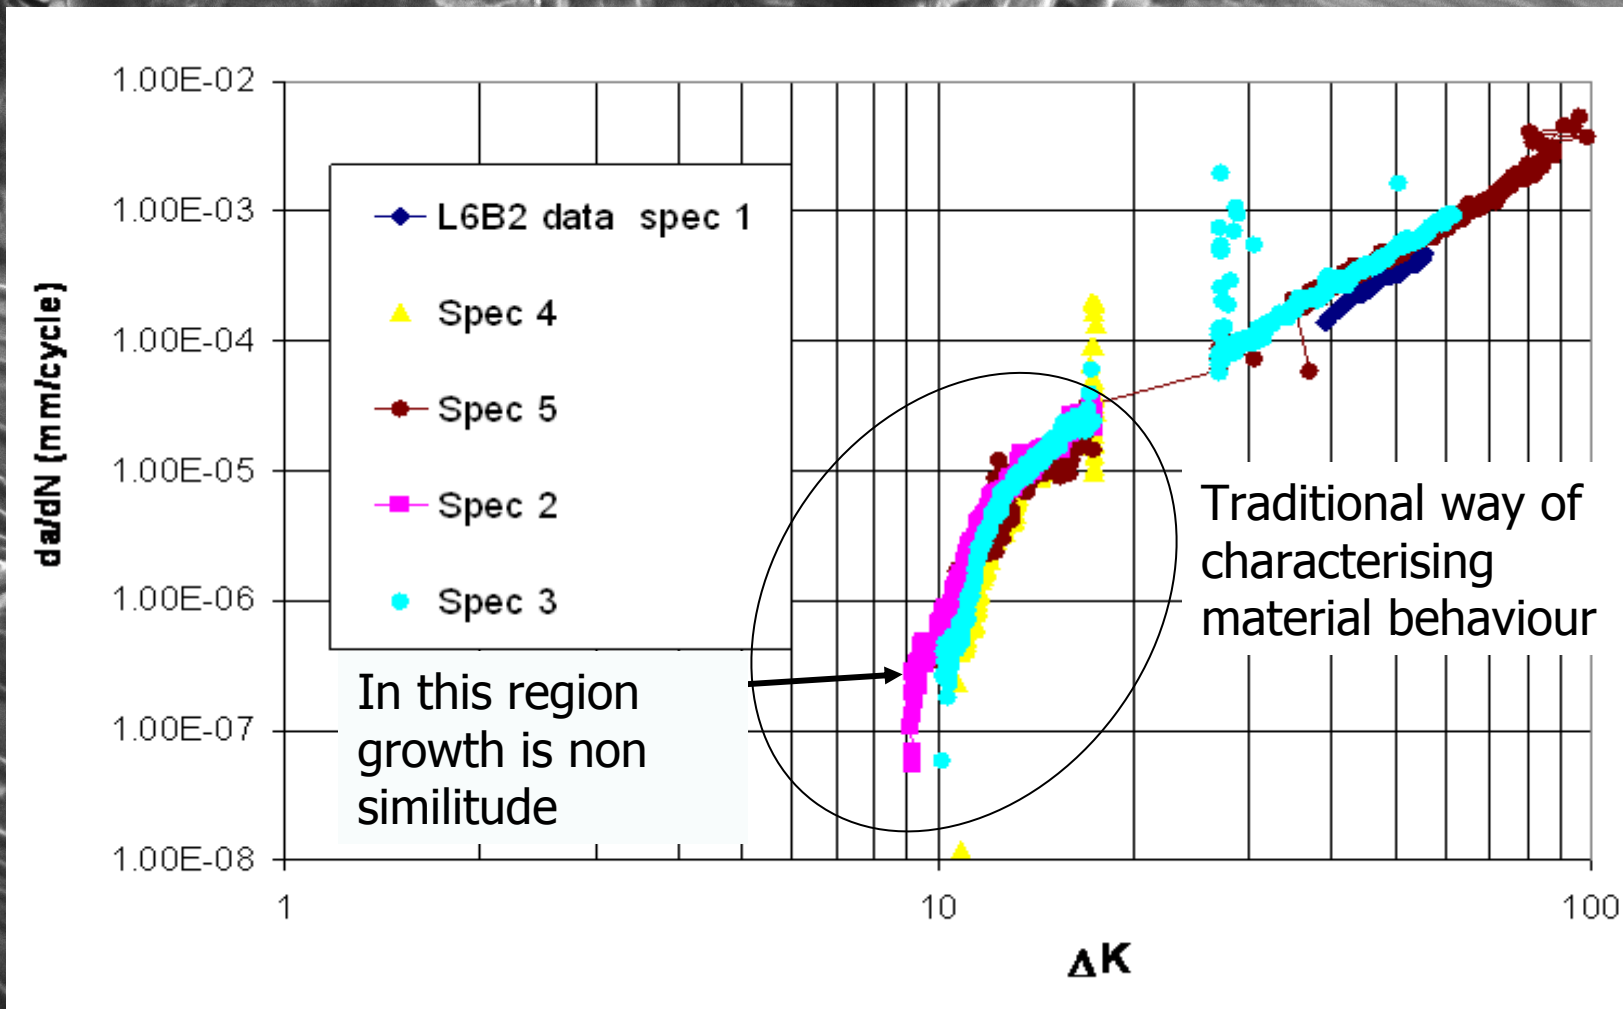 1.00E-02
1.00E-03
1.00E-04
1.00E-05
1.00E-06
1.00E-07
1.00E-08
da/dN (mm/cycle)
L6B2 data spec 1
Spec 4
Spec 5
Spec 2
Spec 3
In this region
growth is non
similitude
Traditional way of
characterising
material behaviour
1
10
100
ΔK